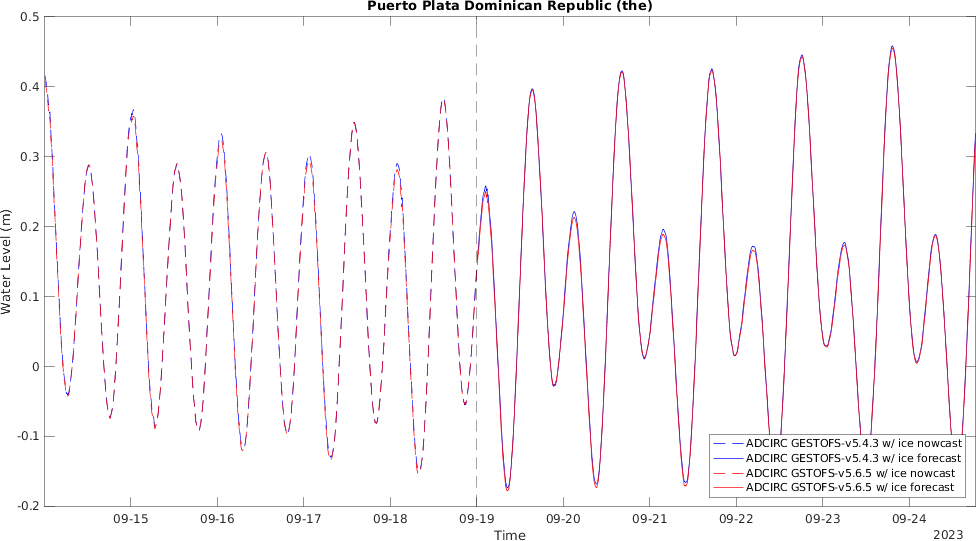 Puerto Plata Dominican Republic (the)
Water Level (m)
0.5
0.4
0.3
0.2
0.1
0
-0.1
-0.2
ADCIRC GESTOFS-v5.4.3 w/ ice nowcast
ADCIRC GESTOFS-v5.4.3 w/ ice forecast
ADCIRC GSTOFS-v5.6.5 w/ ice nowcast
ADCIRC GSTOFS-v5.6.5 w/ ice forecast
09-15 09-16 09-17 09-18 09-19 09-20 09-21 09-22 09-23 09-24
Time
2023